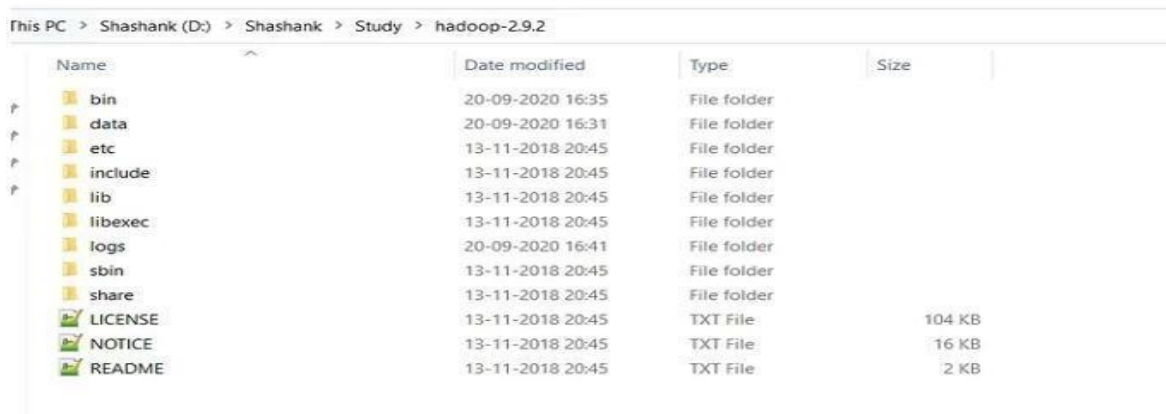 This PC > Shashank (D:) > Shashank > Study > hadoop-2.9.2
Name Date modified Type Size
bin 20-09-2020 16:35 File folder
data 20-09-2020 16:31 File folder
etc 13-11-2018 20:45 File folder
include 13-11-2018 20:45 File folder
lib 13-11-2018 20:45 File folder
libexec 13-11-2018 20:45 File folder
logs 20-09-2020 16:41 File folder
sbin 13-11-2018 20:45 File folder
share 13-11-2018 20:45 File folder
LICENSE 13-11-2018 20:45 TXT File 104 KB
NOTICE 13-11-2018 20:45 TXT File 16 KB
README 13-11-2018 20:45 TXT File 2 KB